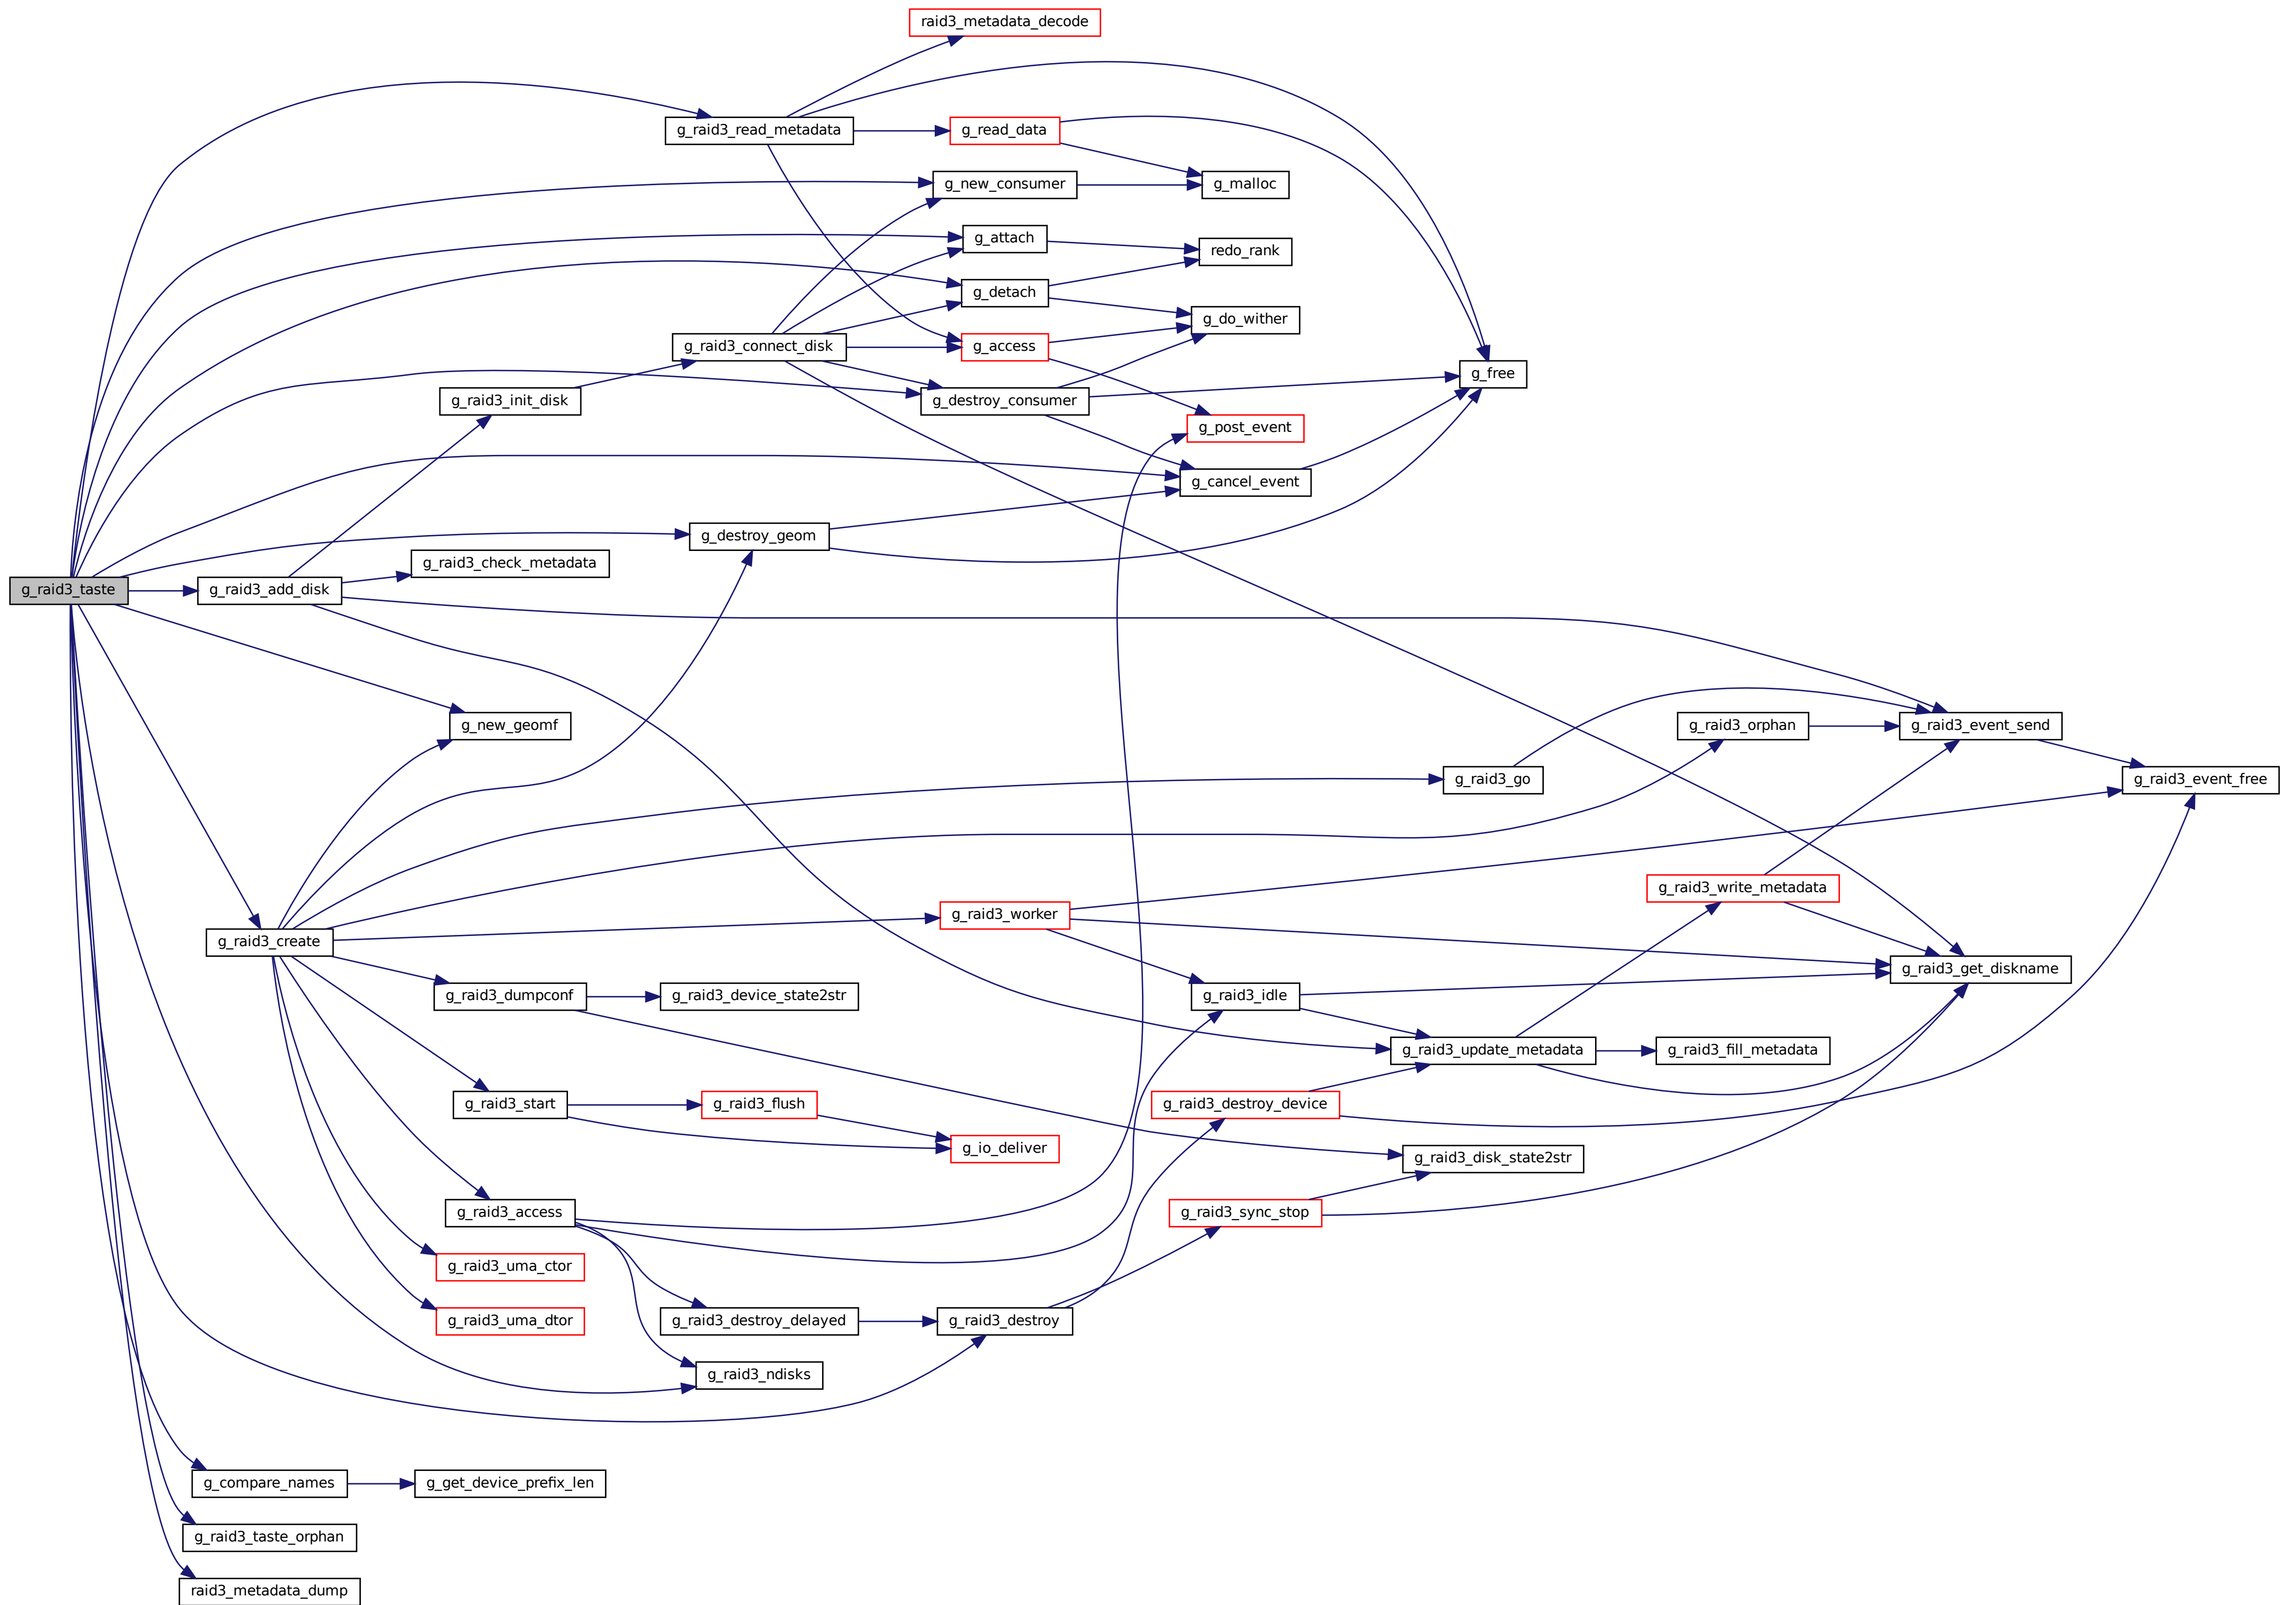 raid3_metadata_decode
g_raid3_read_metadata
g_read_data
g_new_consumer
g_malloc
g_attach
redo_rank
g_detach
g_do_wither
g_raid3_connect_disk
g_access
g_free
g_raid3_init_disk
g_destroy_consumer
g_post_event
g_cancel_event
g_destroy_geom
g_raid3_check_metadata
g_raid3_taste
g_raid3_add_disk
g_new_geomf
g_raid3_orphan
g_raid3_event_send
g_raid3_go
g_raid3_event_free
g_raid3_write_metadata
g_raid3_worker
g_raid3_create
g_raid3_get_diskname
g_raid3_dumpconf
g_raid3_device_state2str
g_raid3_idle
g_raid3_update_metadata
g_raid3_fill_metadata
g_raid3_start
g_raid3_flush
g_raid3_destroy_device
g_io_deliver
g_raid3_disk_state2str
g_raid3_access
g_raid3_sync_stop
g_raid3_uma_ctor
g_raid3_uma_dtor
g_raid3_destroy_delayed
g_raid3_destroy
g_raid3_ndisks
g_compare_names
g_get_device_prefix_len
g_raid3_taste_orphan
raid3_metadata_dump